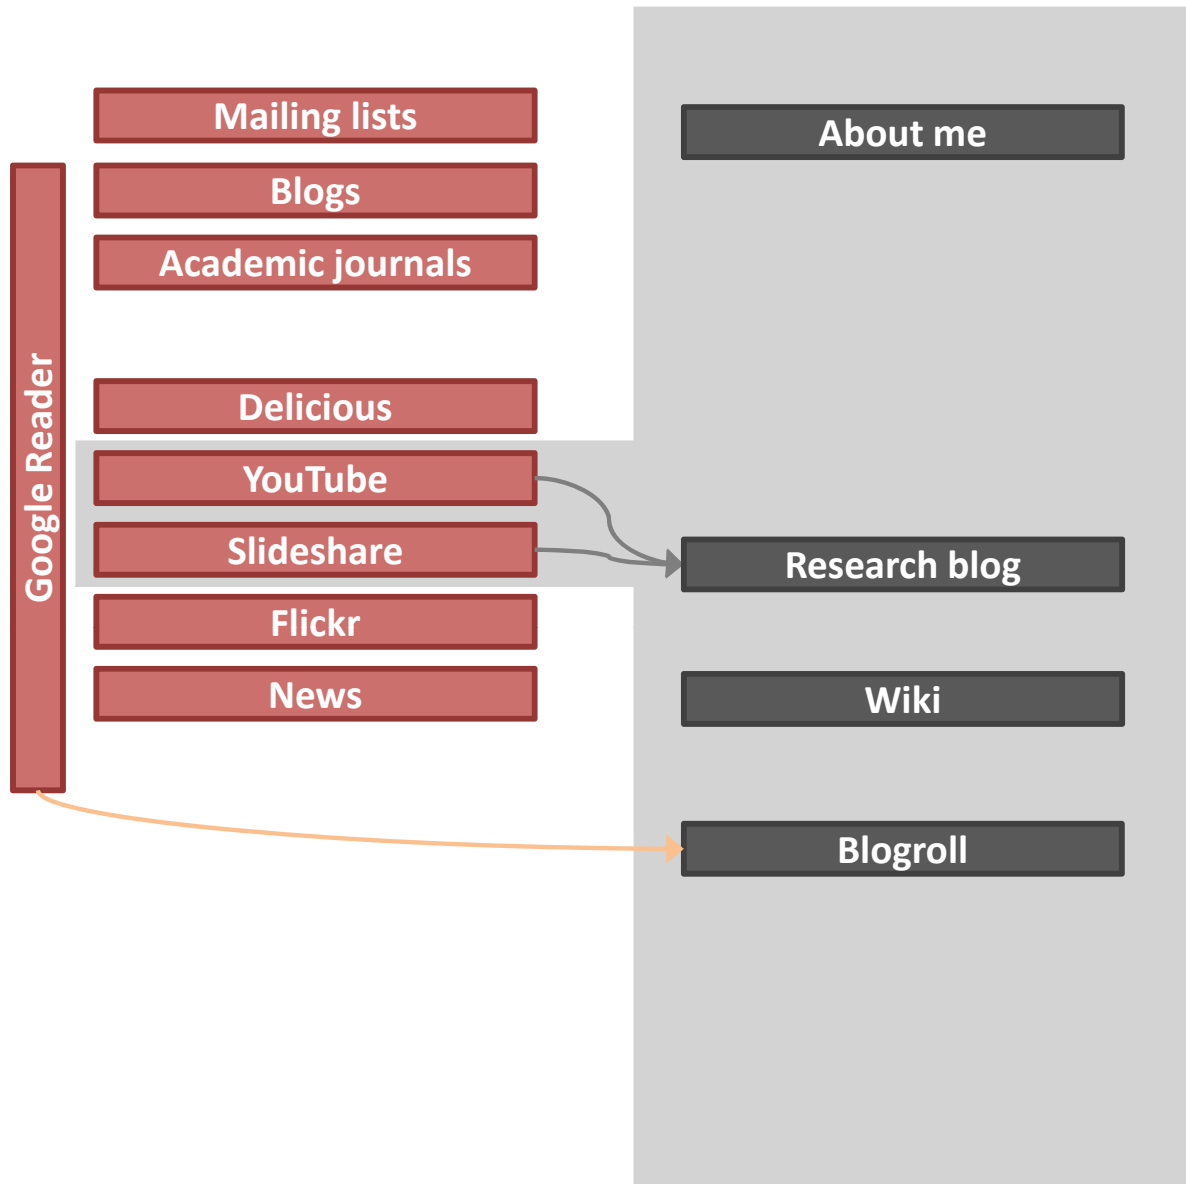 Mailing lists
Blogs
Academic journals
Google Reader
Delicious
YouTube
Slideshare
Flickr
News
About me
Research blog
Wiki
Blogroll